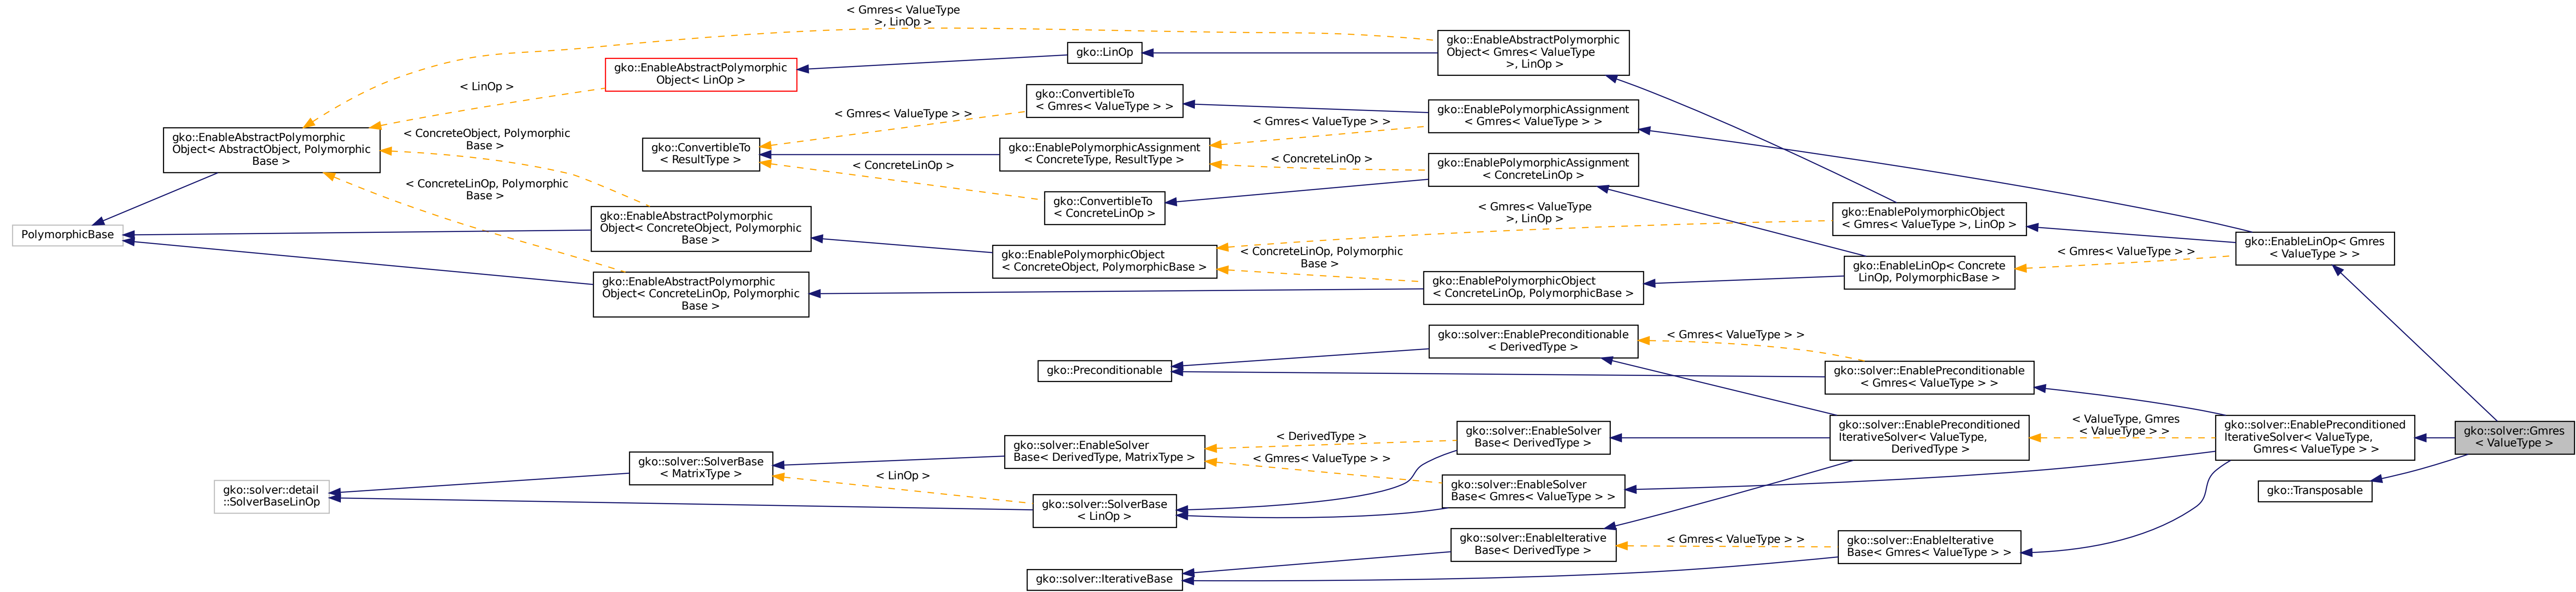 < Gmres< ValueType
>, LinOp >
gko::EnableAbstractPolymorphic
Object< Gmres< ValueType
>, LinOp >
gko::LinOp
gko::EnableAbstractPolymorphic
Object< LinOp >
< LinOp >
gko::ConvertibleTo
< Gmres< ValueType > >
< Gmres< ValueType > >
gko::EnablePolymorphicAssignment
< Gmres< ValueType > >
< Gmres< ValueType > >
gko::EnableAbstractPolymorphic
Object< AbstractObject, Polymorphic
Base >
< ConcreteObject, Polymorphic
Base >
gko::ConvertibleTo
< ResultType >
gko::EnablePolymorphicAssignment
< ConcreteType, ResultType >
< ConcreteLinOp >
< ConcreteLinOp >
gko::EnablePolymorphicAssignment
< ConcreteLinOp >
< ConcreteLinOp, Polymorphic
Base >
gko::ConvertibleTo
< ConcreteLinOp >
PolymorphicBase
gko::EnableAbstractPolymorphic
Object< ConcreteObject, Polymorphic
Base >
< Gmres< ValueType
>, LinOp >
gko::EnablePolymorphicObject
< Gmres< ValueType >, LinOp >
gko::EnablePolymorphicObject
< ConcreteObject, PolymorphicBase >
< ConcreteLinOp, Polymorphic
Base >
gko::EnableLinOp< Gmres
< ValueType > >
< Gmres< ValueType > >
gko::EnableLinOp< Concrete
LinOp, PolymorphicBase >
gko::EnableAbstractPolymorphic
Object< ConcreteLinOp, Polymorphic
Base >
gko::EnablePolymorphicObject
< ConcreteLinOp, PolymorphicBase >
gko::solver::EnablePreconditionable
< DerivedType >
< Gmres< ValueType > >
gko::Preconditionable
gko::solver::EnablePreconditionable
< Gmres< ValueType > >
gko::solver::EnableSolver
Base< DerivedType >
< DerivedType >
gko::solver::EnableSolver
Base< DerivedType, MatrixType >
gko::solver::EnablePreconditioned
IterativeSolver< ValueType,
DerivedType >
< ValueType, Gmres
< ValueType > >
gko::solver::EnablePreconditioned
IterativeSolver< ValueType,
Gmres< ValueType > >
gko::solver::Gmres
< ValueType >
gko::solver::SolverBase
< MatrixType >
< LinOp >
< Gmres< ValueType > >
gko::solver::EnableSolver
Base< Gmres< ValueType > >
gko::Transposable
gko::solver::detail
::SolverBaseLinOp
gko::solver::SolverBase
< LinOp >
gko::solver::EnableIterative
Base< DerivedType >
< Gmres< ValueType > >
gko::solver::EnableIterative
Base< Gmres< ValueType > >
gko::solver::IterativeBase